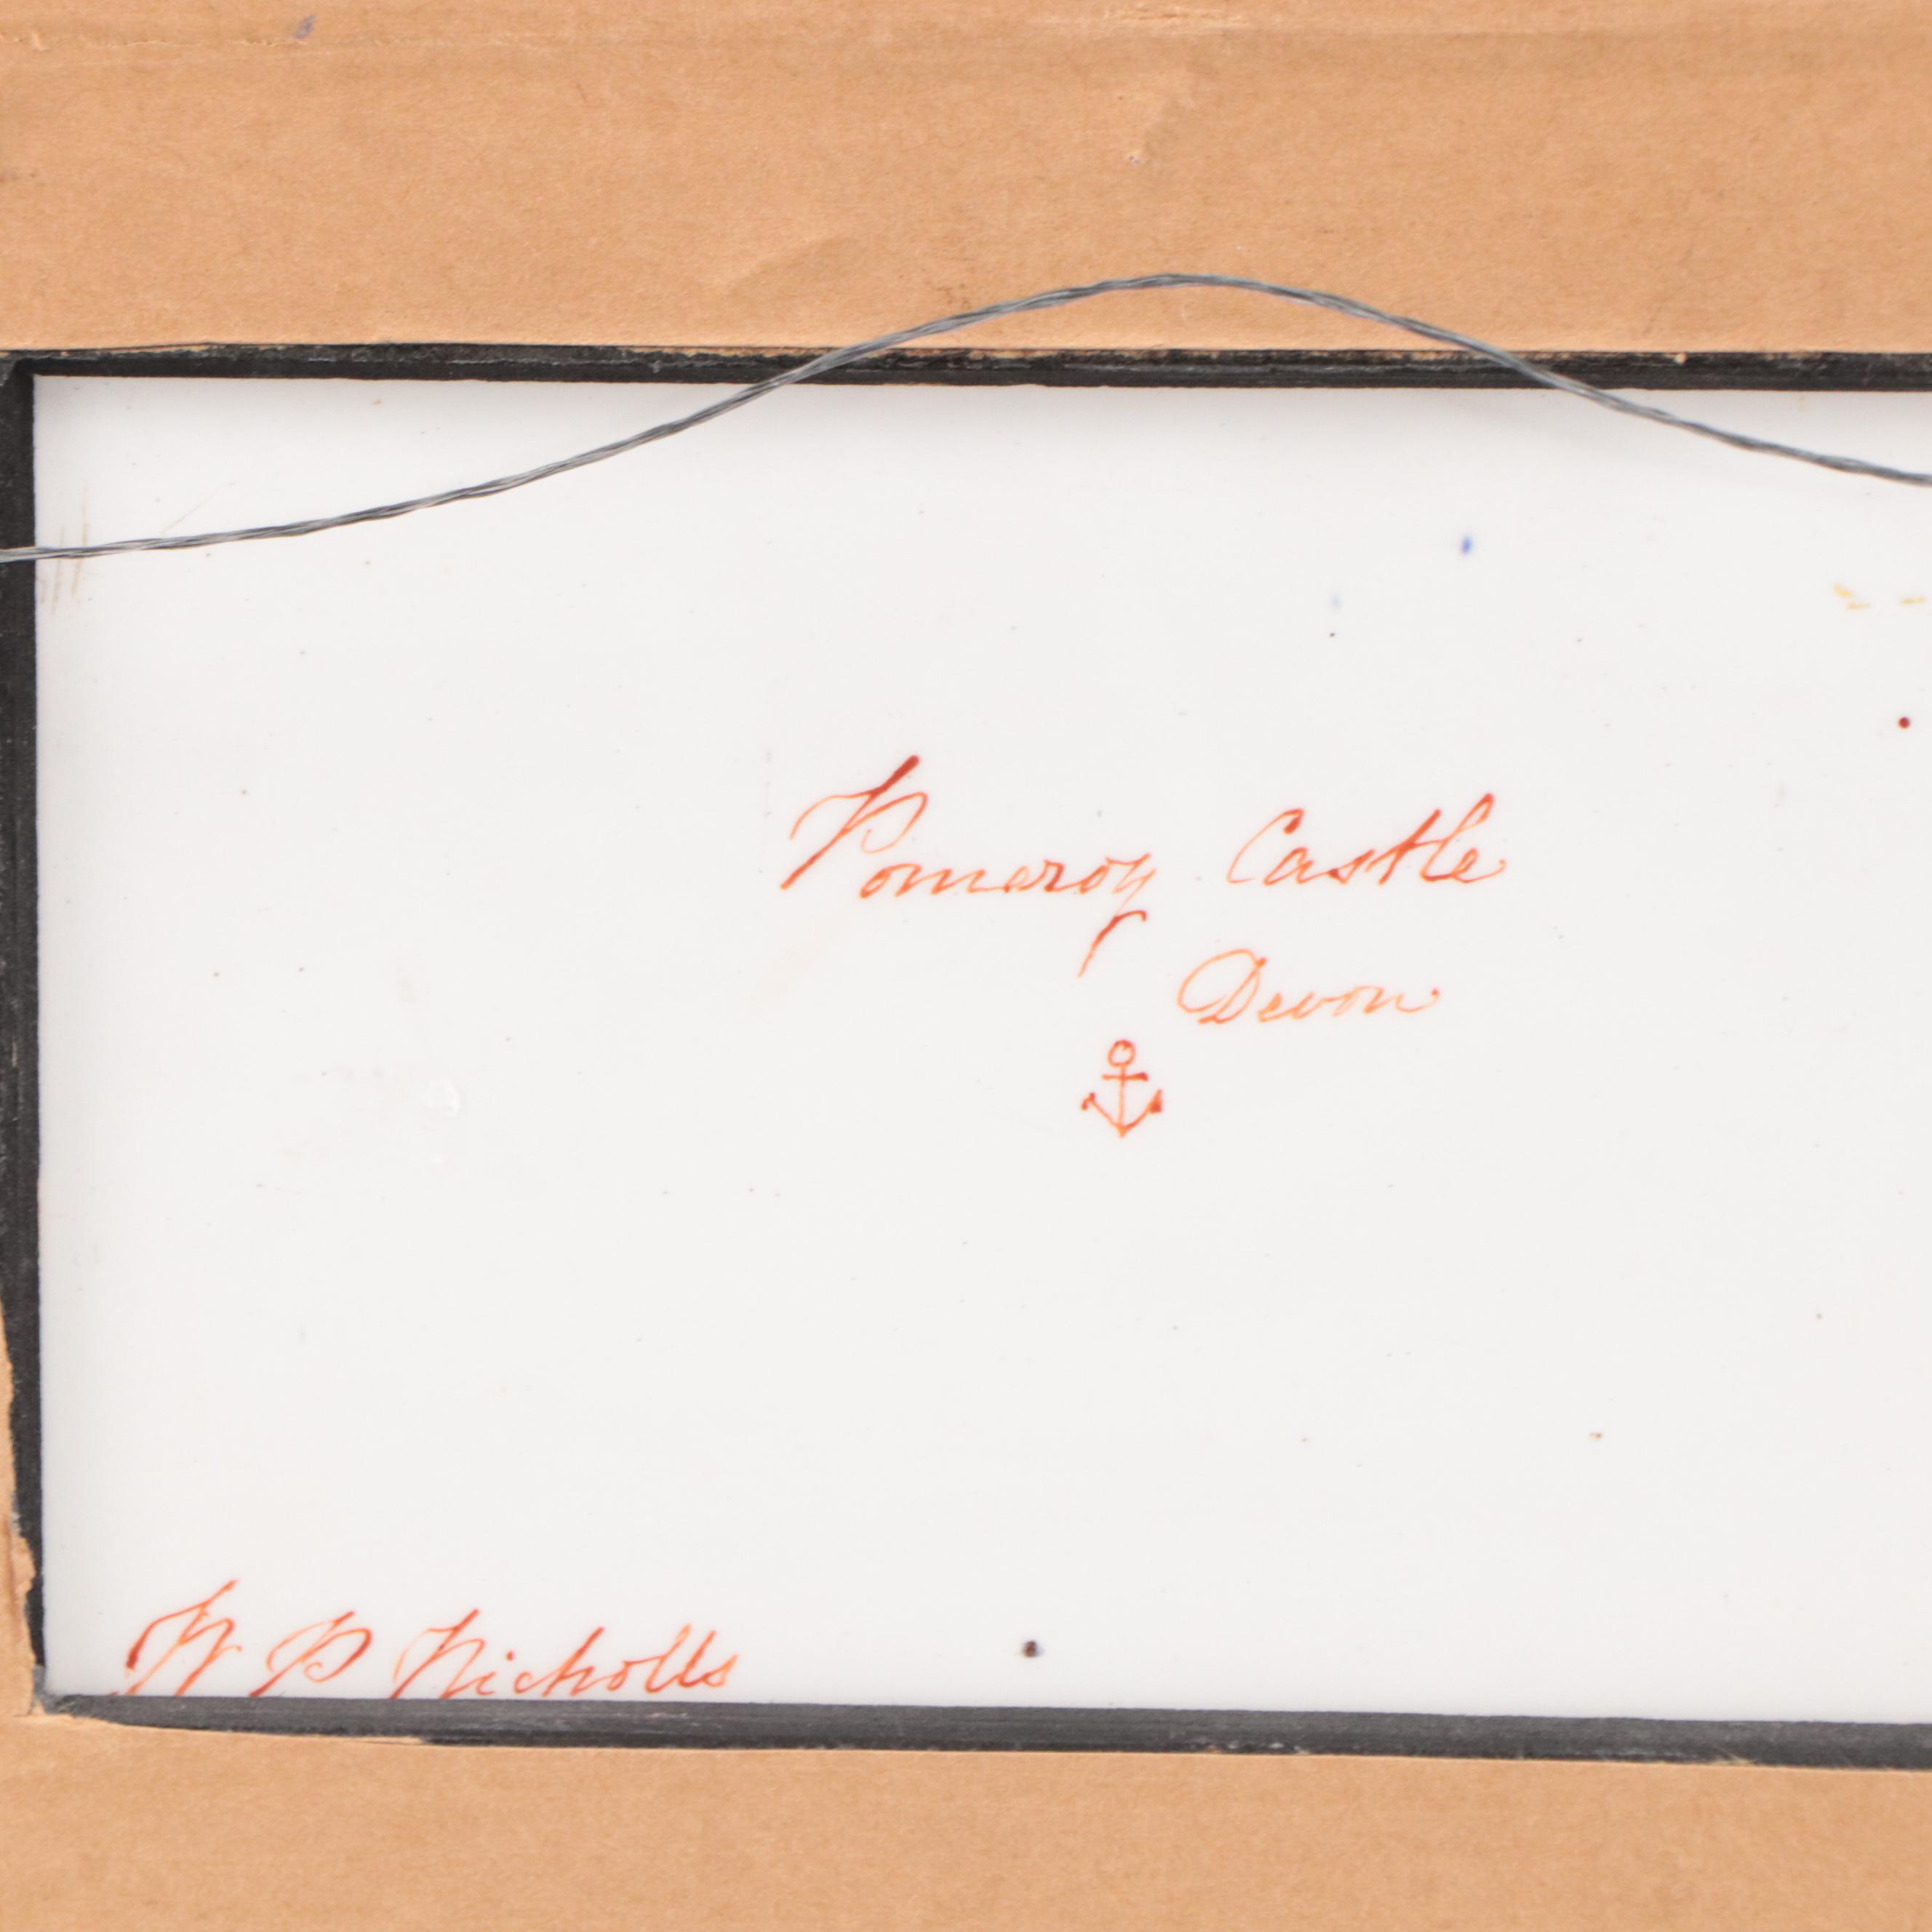 Pomeroy Castle
Devon
W P Nicholls